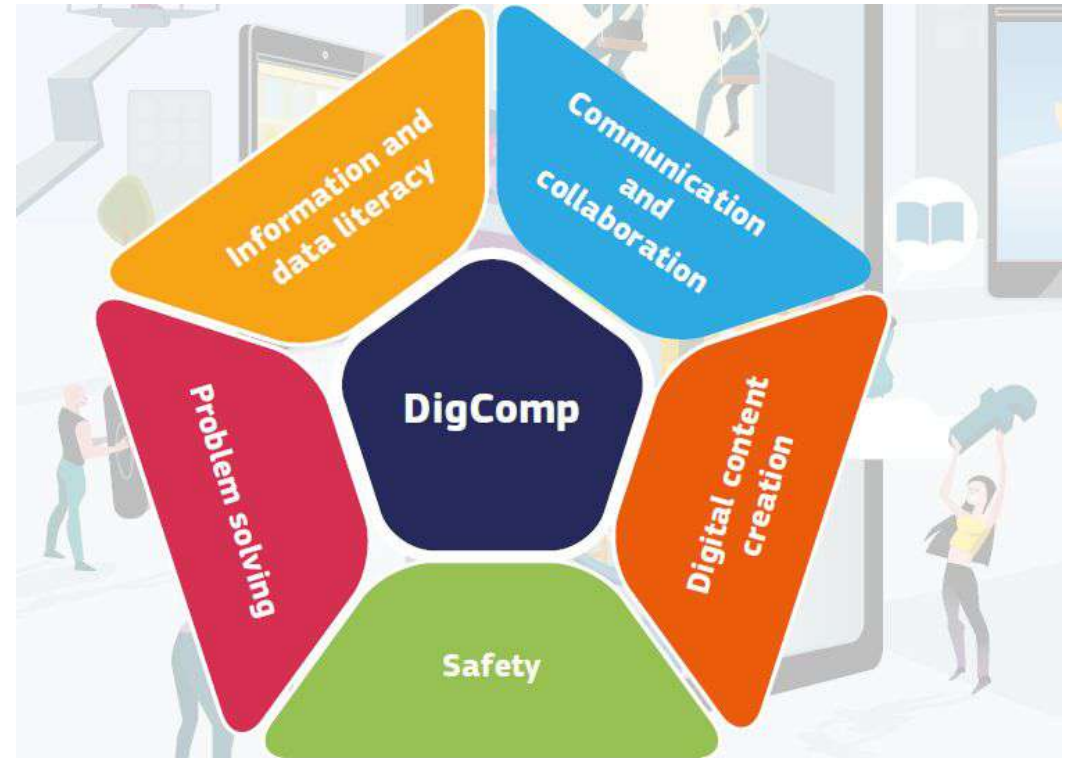 Information and
data literacy
Communication
and
collaboration
DigComp
Problem solving
Digital content
creation
Safety